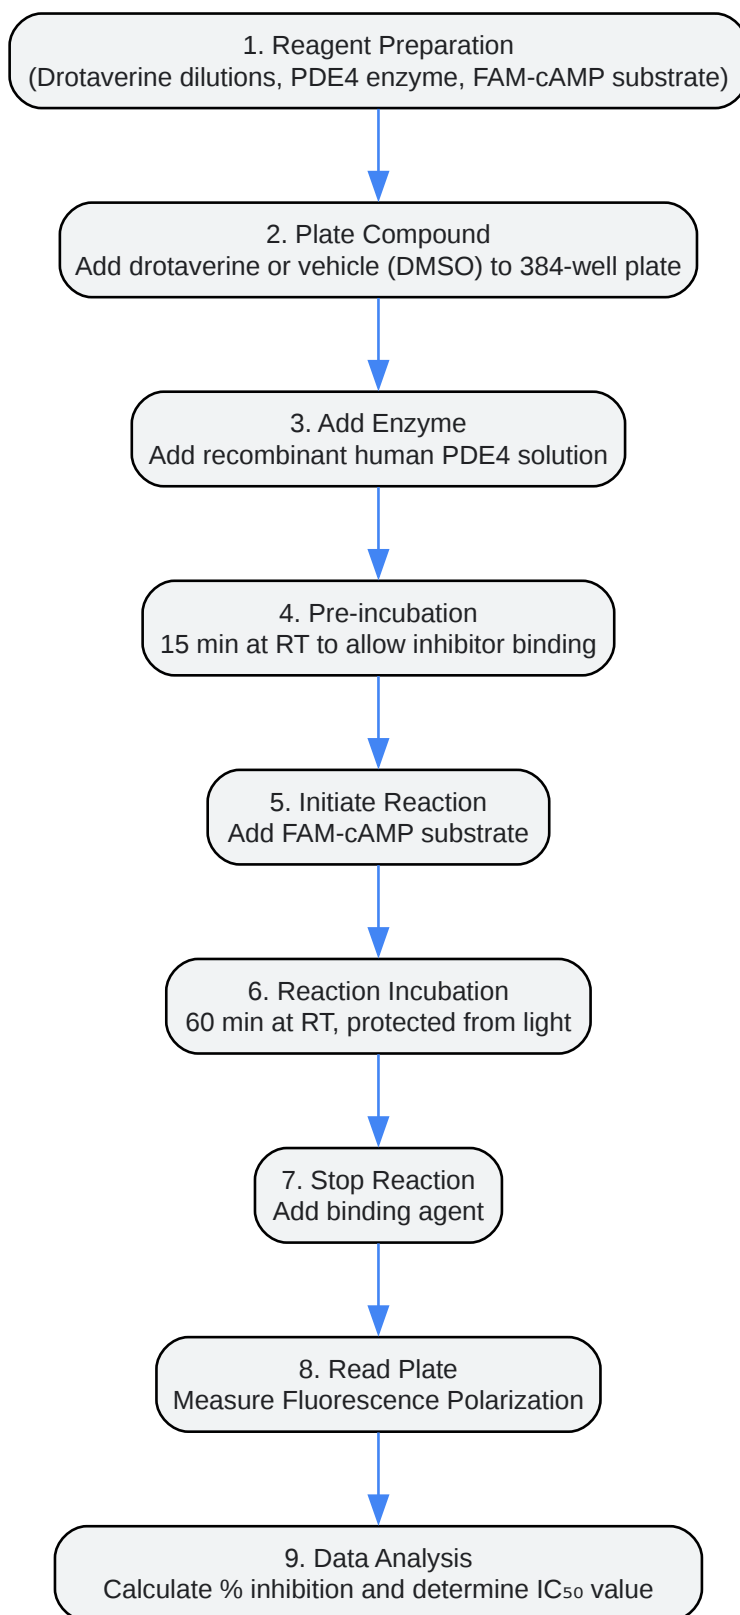 1. Reagent Preparation
(Drotaverine dilutions, PDE4 enzyme, FAM-cAMP substrate)
2. Plate Compound
Add drotaverine or vehicle (DMSO) to 384-well plate
3. Add Enzyme
Add recombinant human PDE4 solution
4. Pre-incubation
15 min at RT to allow inhibitor binding
5. Initiate Reaction
Add FAM-cAMP substrate
6. Reaction Incubation
60 min at RT, protected from light
7. Stop Reaction
Add binding agent
8. Read Plate
Measure Fluorescence Polarization
9. Data Analysis
Calculate % inhibition and determine IC₅₀ value